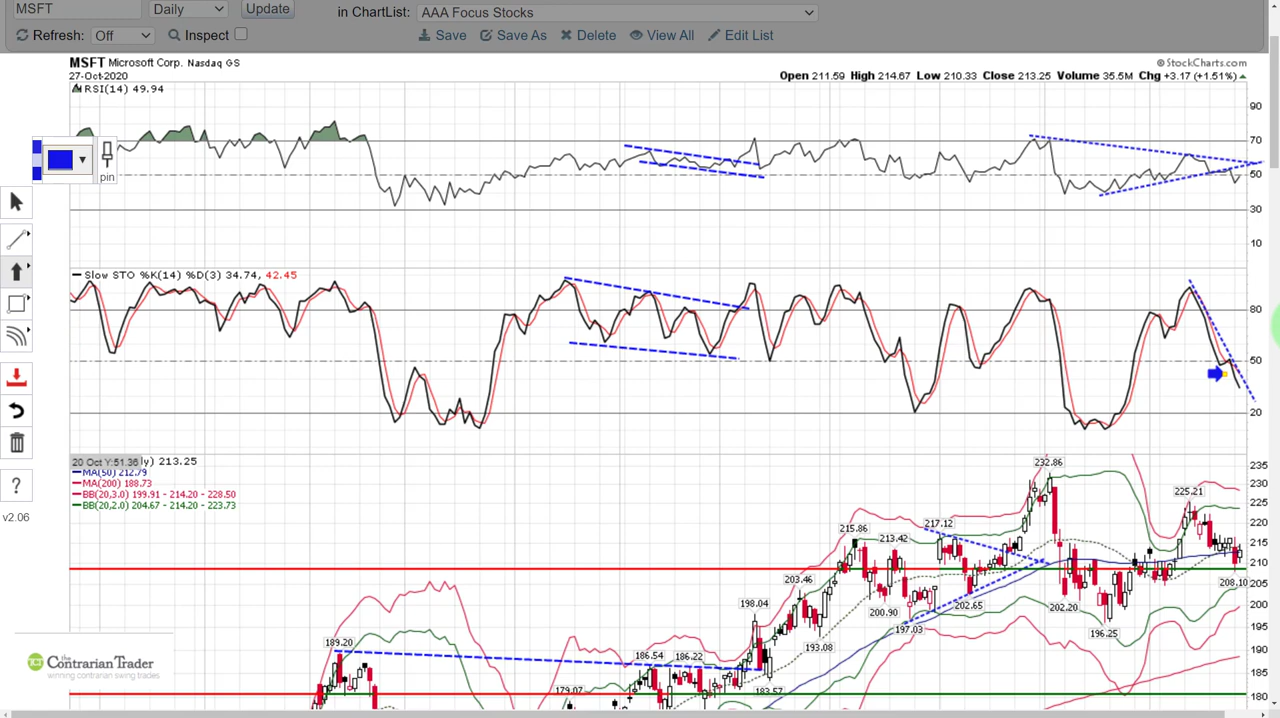 MSFT Daily Update in ChartList: AAA Focus Stocks
Refresh: Off Inspect Save Save As Delete View All Edit List
MSFT Microsoft Corp. Nasdaq GS ©StockCharts.com
27-Oct-2020 Open 211.59 High 214.67 Low 210.33 Close 213.25 Volume 35.5M Chg +3.17 (+1.51%)
RSI(14) 49.94
90
70
50
30
10
pin
Slow STO %K(14) %D(3) 34.74, 42.45
80
50
20
20 Oct Y:51.36 ly) 213.25
MA(50) 212.79
MA(200) 188.73
BB(20,3.0) 199.91 - 214.20 - 228.50
BB(20,2.0) 204.67 - 214.20 - 223.73
?
v2.06
235
230
225
220
215
210
205
200
195
190
185
180
232.86
225.21
217.12
215.86
213.42
208.10
203.46
202.65
202.20
200.90
198.04
197.03
196.25
193.08
189.20
186.54
186.22
183.57
179.07
the
Contrarian Trader
winning contrarian swing trades